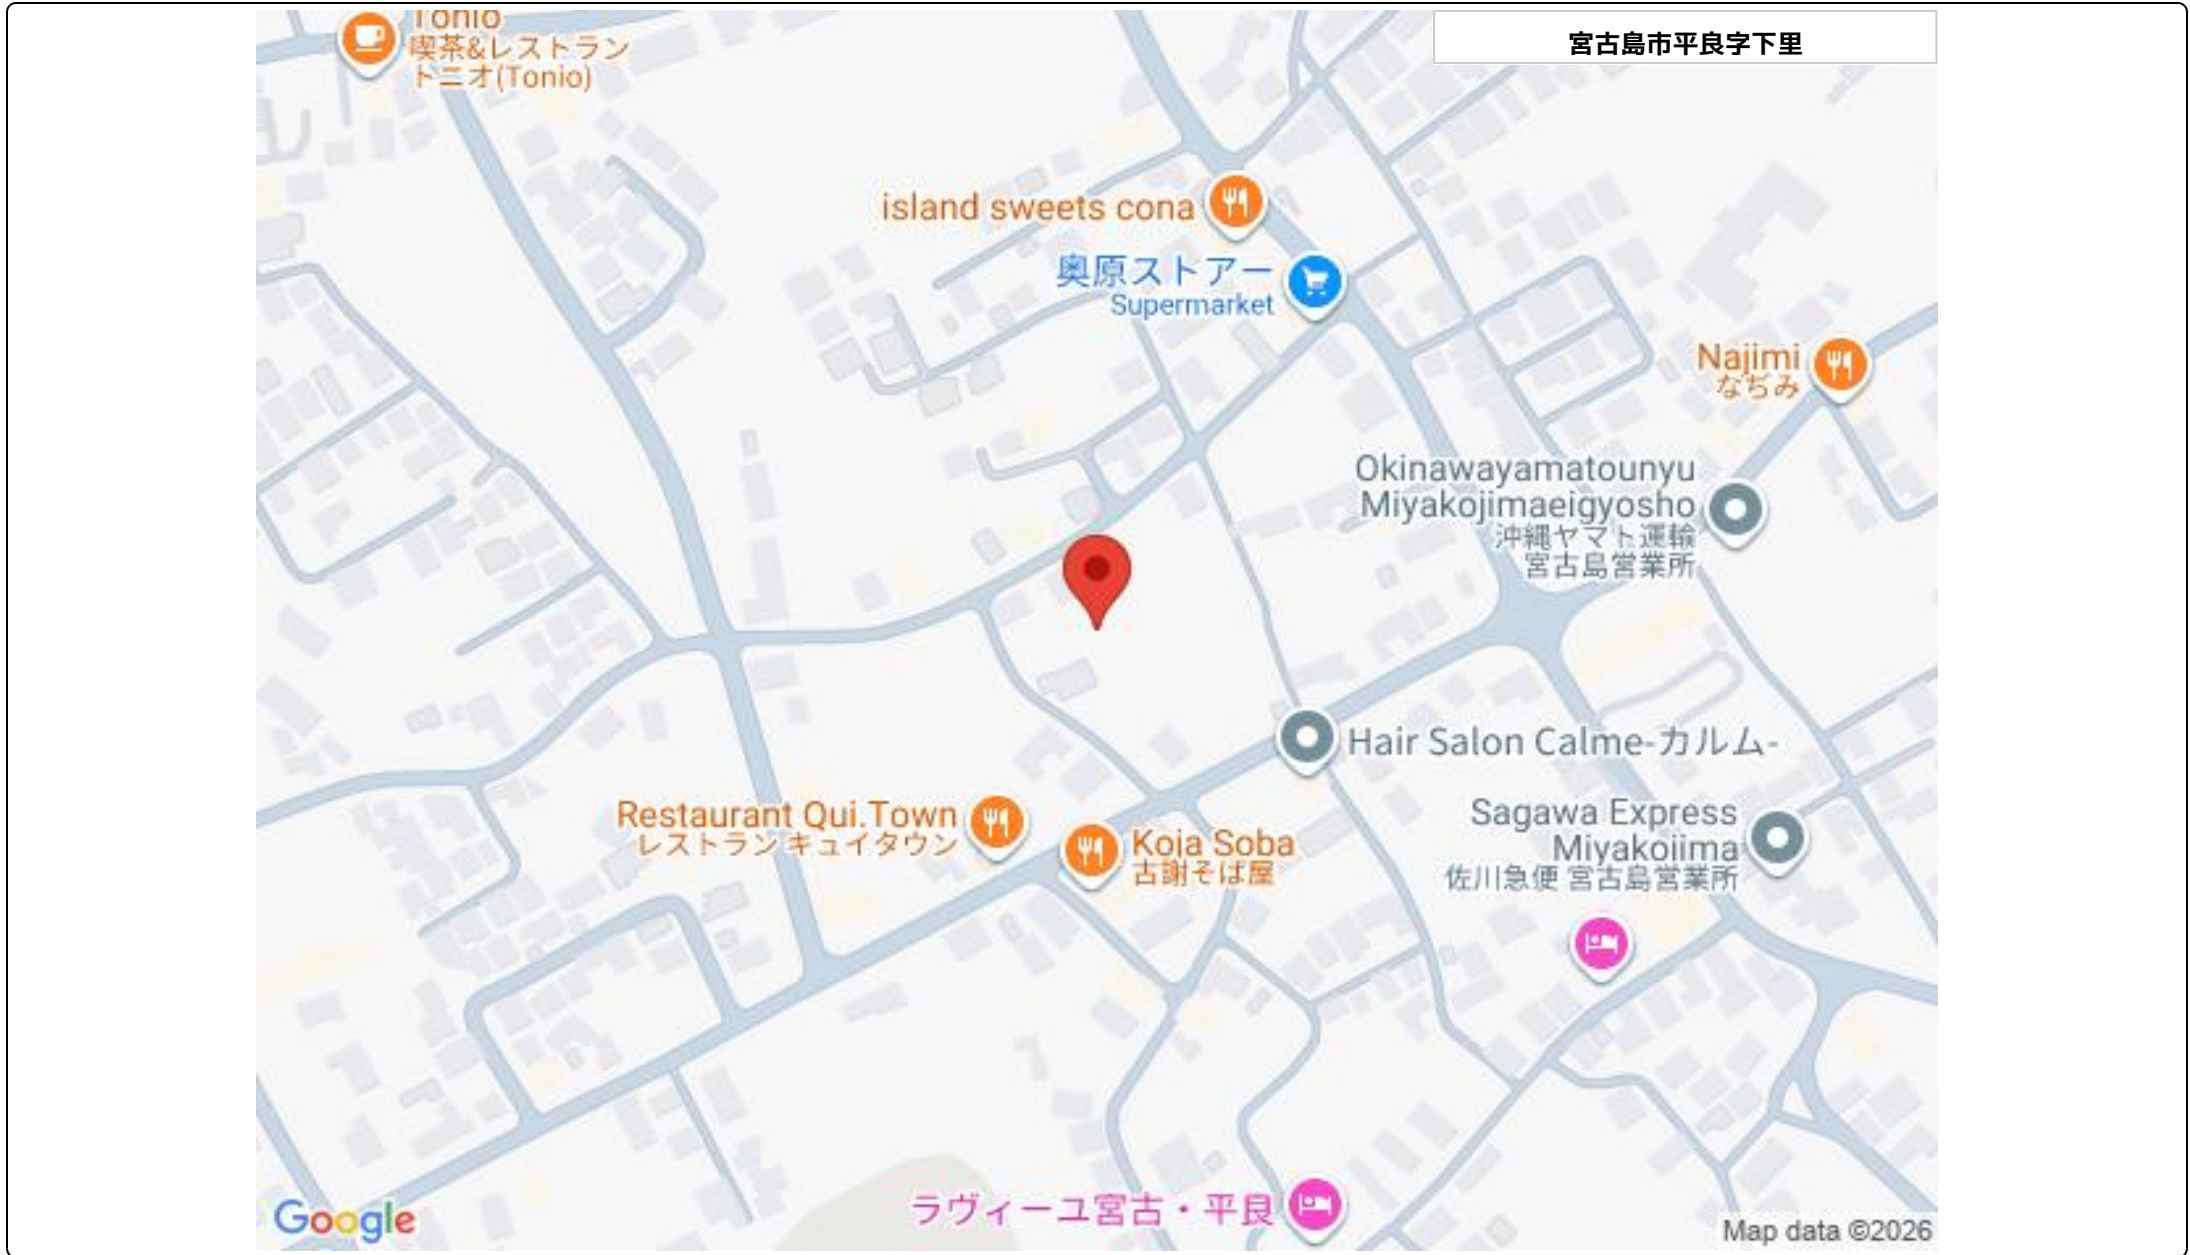 Tonio
喫茶&レストラン
トニオ(Tonio)
宮古島市平良字下里
island sweets cona
奥原ストアー
Supermarket
Najimi
なぢみ
Okinawayamatounyu
Miyakojimaeigyosho
沖縄ヤマト運輸
宮古島営業所
Hair Salon Calme-カルム-
Restaurant Qui.Town
レストラン キュイタウン
Koja Soba
古謝そば屋
Sagawa Express
Miyakojima
佐川急便 宮古島営業所
ラヴィーユ宮古・平良
Google
Map data ©2026